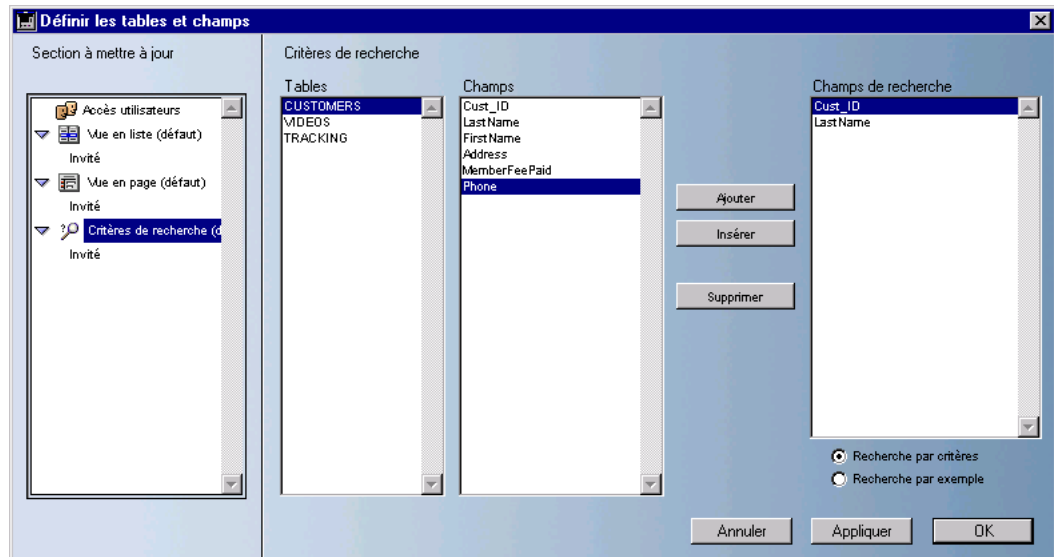 Définir les tables et champs
Section à mettre à jour
Accès utilisateurs
Vue en liste (défaut)
Invité
Vue en page (défaut)
Invité
Critères de recherche (d
Invité
Critères de recherche
Tables
CUSTOMERS
VIDEOS
TRACKING
Champs
Cust_ID
LastName
FirstName
Address
MemberFeePaid
Phone
Ajouter
Insérer
Supprimer
Champs de recherche
Cust_ID
LastName
Recherche par critères
Recherche par exemple
Annuler
Appliquer
OK